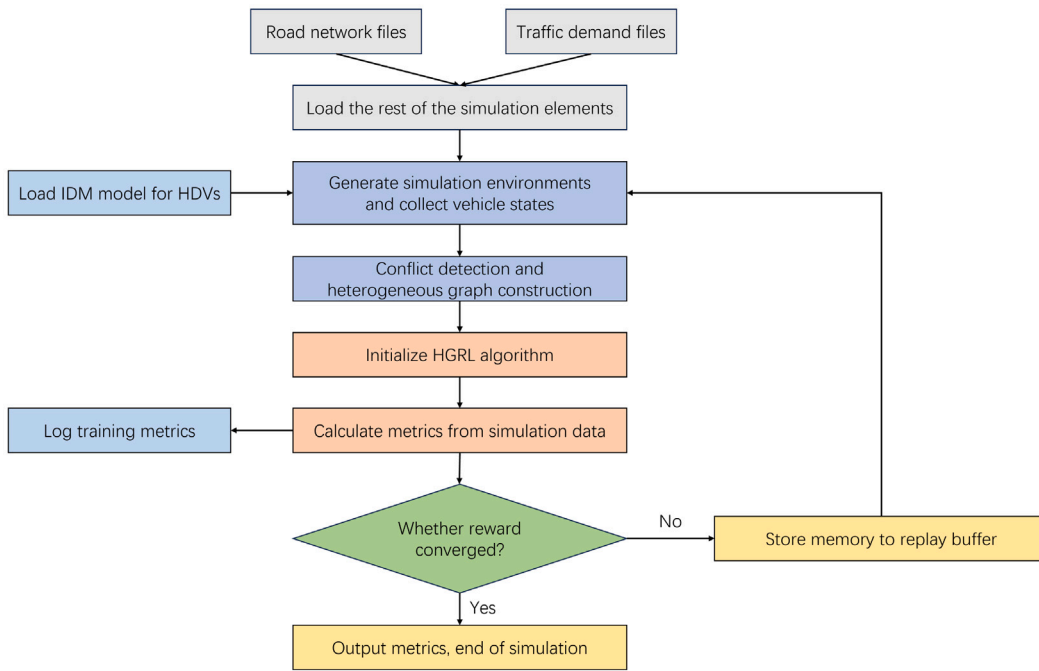 Road network files
Traffic demand files
Load the rest of the simulation elements
Load IDM model for HDVs
Generate simulation environments
and collect vehicle states
Conflict detection and
heterogeneous graph construction
Initialize HGRL algorithm
Log training metrics
Calculate metrics from simulation data
Whether reward
converged?
No
Store memory to replay buffer
Yes
Output metrics, end of simulation